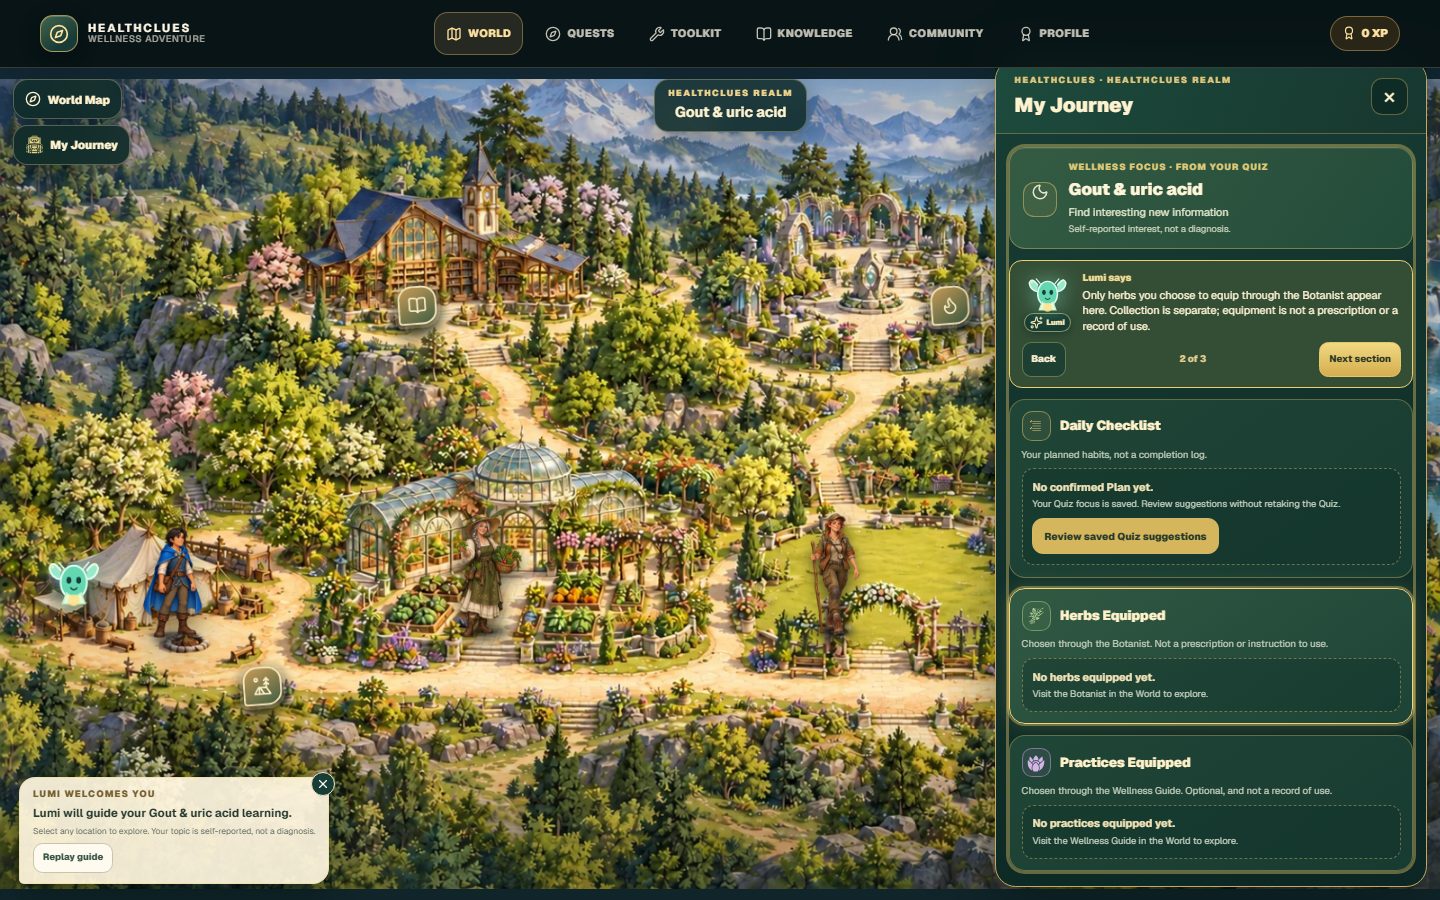 HEALTHCLUES
WELLNESS ADVENTURE
WORLD
QUESTS
TOOLKIT
KNOWLEDGE
COMMUNITY
PROFILE
0 XP
World Map
My Journey
HEALTHCLUES REALM
Gout & uric acid
HEALTHCLUES · HEALTHCLUES REALM
My Journey
WELLNESS FOCUS · FROM YOUR QUIZ
Gout & uric acid
Find interesting new information
Self-reported interest, not a diagnosis.
Lumi says
Only herbs you choose to equip through the Botanist appear
here. Collection is separate; equipment is not a prescription or a
record of use.
Lumi
Back
2 of 3
Next section
Daily Checklist
Your planned habits, not a completion log.
No confirmed Plan yet.
Your Quiz focus is saved. Review suggestions without retaking the Quiz.
Review saved Quiz suggestions
Herbs Equipped
Chosen through the Botanist. Not a prescription or instruction to use.
No herbs equipped yet.
Visit the Botanist in the World to explore.
Practices Equipped
Chosen through the Wellness Guide. Optional, and not a record of use.
No practices equipped yet.
Visit the Wellness Guide in the World to explore.
LUMI WELCOMES YOU
Lumi will guide your Gout & uric acid learning.
Select any location to explore. Your topic is self-reported, not a diagnosis.
Replay guide